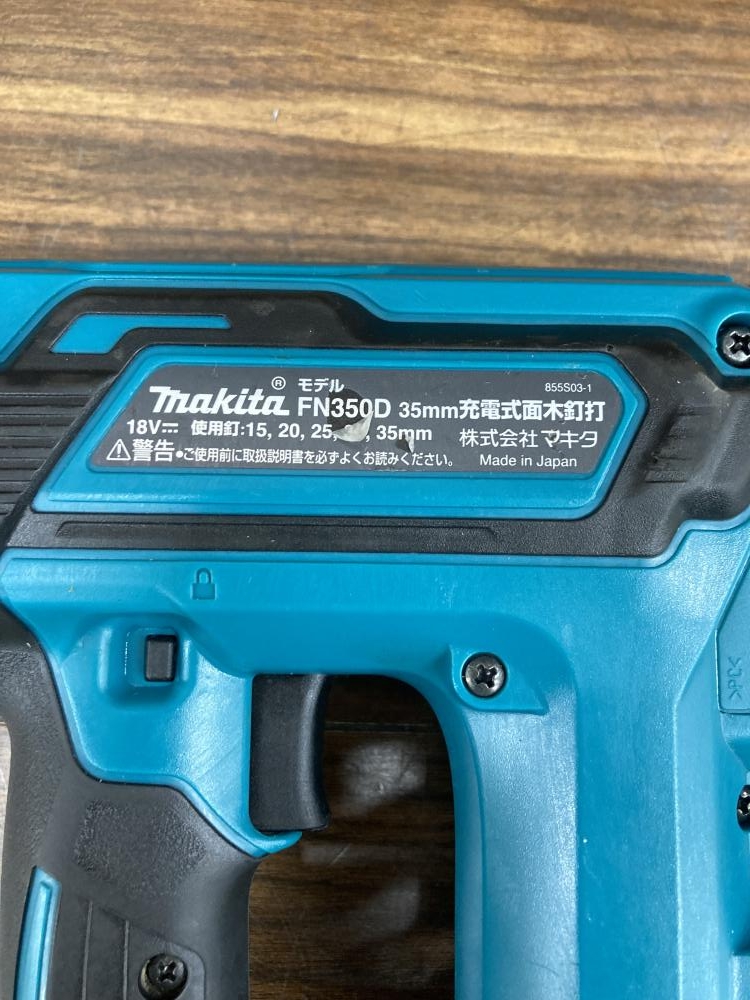 makita® モデル FN350D 35mm充電式面木釘打 855S03-1
18V⎓ 使用釘:15, 20, 25, , 35mm 株式会社マキタ
⚠警告●ご使用前に取扱説明書を必ずよくお読みください。 Made in Japan